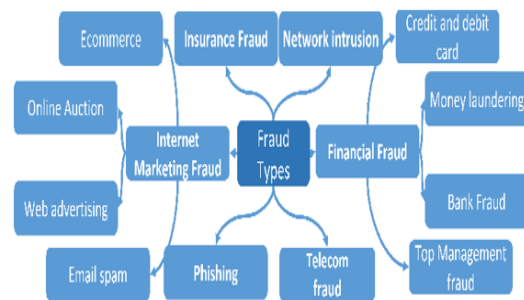 Ecommerce
Insurance Fraud
Network intrusion
Credit and debit
card
Online Auction
Internet
Marketing Fraud
Fraud
Types
Financial Fraud
Money laundering
Web advertising
Bank Fraud
Email spam
Phishing
Telecom
fraud
Top Management
fraud